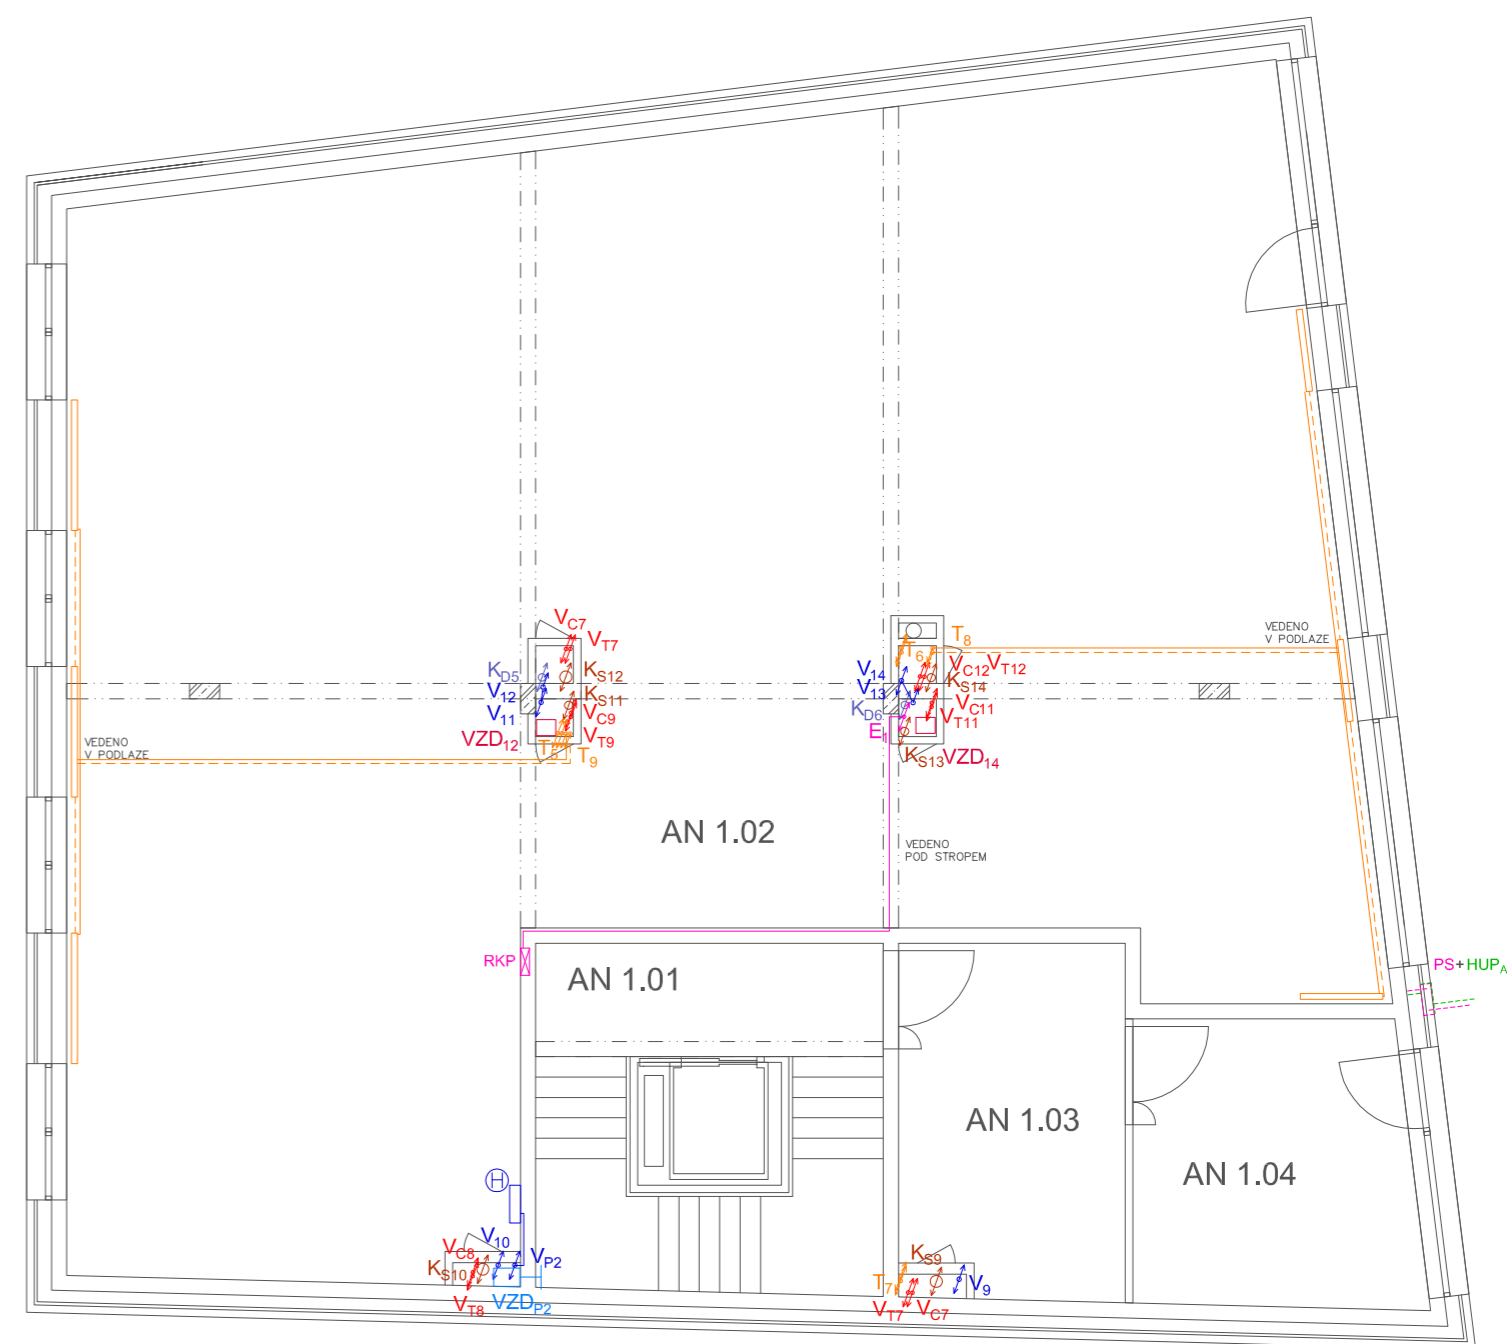 VC7
VT7
KD5
KS12
V12
KS11
V11
VC9
VZD12
VT9
T5
T9
VEDENO
V PODLAZE
T8
T6
VEDENO
V PODLAZE
V14
VC12 VT12
V13
KS14
KD6
VC11
VT11
E1
KS13 VZD14
AN 1.02
VEDENO
POD STROPEM
RKP
AN 1.01
PS+HUPA
AN 1.03
AN 1.04
H
V10
VC8
VP2
KS10
VT8
VZDP2
KS9
T7
V9
VT7
VC7